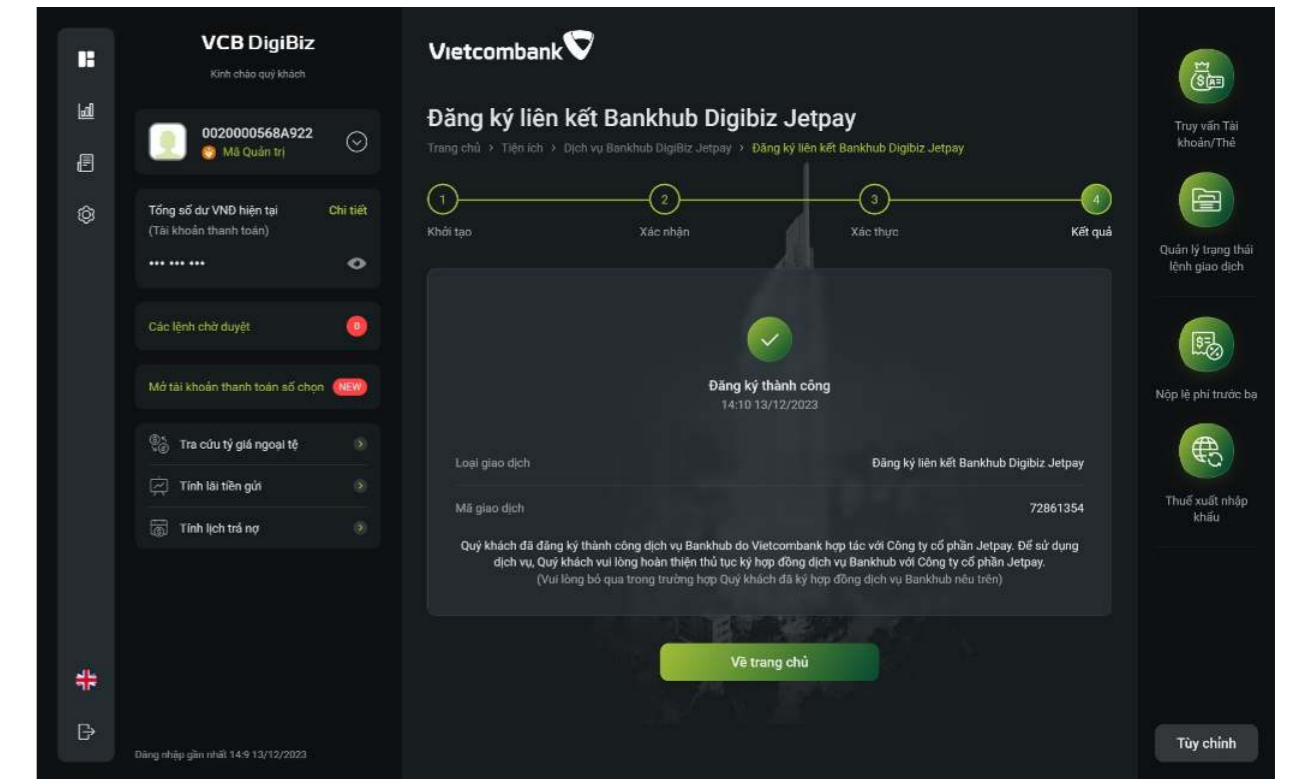 VCB DigiBiz
Kính chào quý khách
0020000568A922
Mã Quản trị
Tổng số dư VNĐ hiện tại Chi tiết
(Tài khoản thanh toán)
*** *** ***
Các lệnh chờ duyệt 0
Mở tài khoản thanh toán số chọn NEW
Tra cứu tỷ giá ngoại tệ
Tính lãi tiền gửi
Tính lịch trả nợ
Đăng nhập gần nhất 14:9 13/12/2023
Vietcombank
Đăng ký liên kết Bankhub Digibiz Jetpay
Trang chủ > Tiện ích > Dịch vụ Bankhub DigiBiz Jetpay > Đăng ký liên kết Bankhub Digibiz Jetpay
1 2 3 4
Khởi tạo Xác nhận Xác thực Kết quả
Đăng ký thành công
14:10 13/12/2023
Loại giao dịch Đăng ký liên kết Bankhub Digibiz Jetpay
Mã giao dịch 72861354
Quý khách đã đăng ký thành công dịch vụ Bankhub do Vietcombank hợp tác với Công ty cổ phần Jetpay. Để sử dụng
dịch vụ, Quý khách vui lòng hoàn thiện thủ tục ký hợp đồng dịch vụ Bankhub với Công ty cổ phần Jetpay.
(Vui lòng bỏ qua trong trường hợp Quý khách đã ký hợp đồng dịch vụ Bankhub nêu trên)
Về trang chủ
Truy vấn Tài
khoản/Thẻ
Quản lý trạng thái
lệnh giao dịch
Nộp lệ phí trước bạ
Thuế xuất nhập
khẩu
Tùy chỉnh